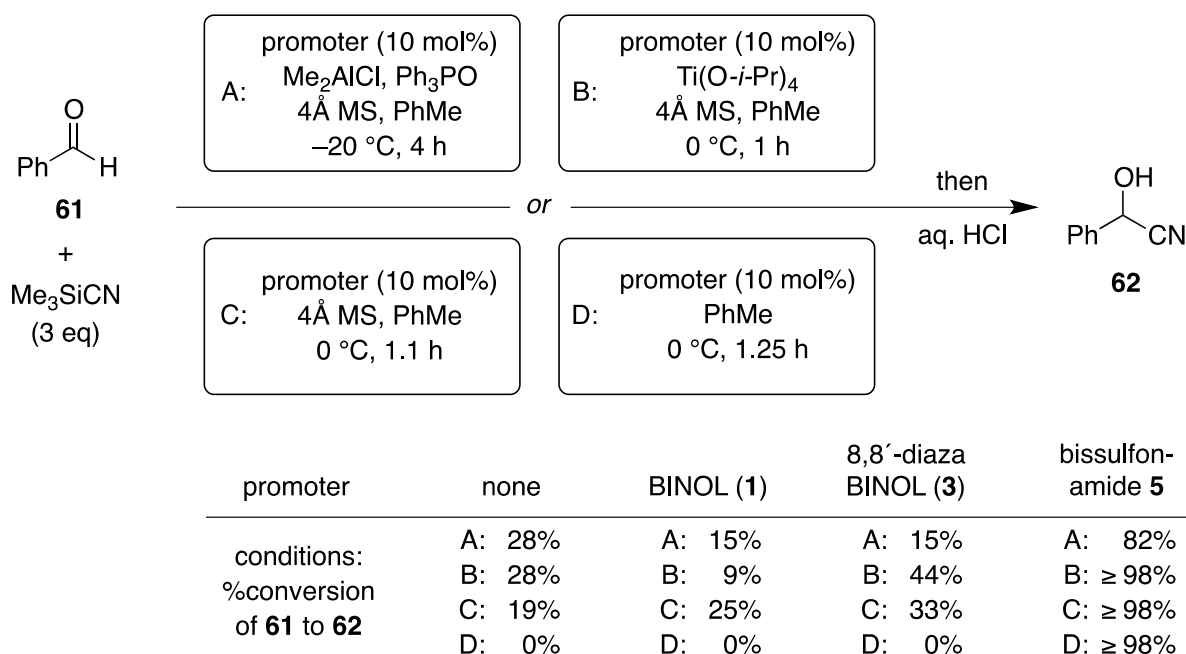 promoter (10 mol%)
A: Me₂AlCl, Ph₃PO
4Å MS, PhMe
–20 °C, 4 h
promoter (10 mol%)
B: Ti(O-i-Pr)₄
4Å MS, PhMe
0 °C, 1 h
O
Ph H
61
+
Me₃SiCN
(3 eq)
or
then
aq. HCl
OH
Ph CN
62
promoter (10 mol%)
C: 4Å MS, PhMe
0 °C, 1.1 h
promoter (10 mol%)
D: PhMe
0 °C, 1.25 h
promoter none BINOL (1) 8,8´-diaza BINOL (3) bissulfon-amide 5
conditions: %conversion of 61 to 62
A: 28% A: 15% A: 15% A: 82%
B: 28% B: 9% B: 44% B: ≥ 98%
C: 19% C: 25% C: 33% C: ≥ 98%
D: 0% D: 0% D: 0% D: ≥ 98%